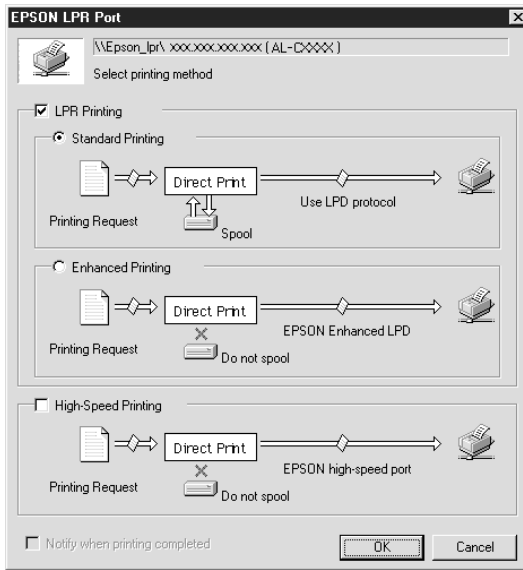 EPSON LPR Port
\\Epson_lpr\ xxx.xxx.xxx.xxx ( AL-CXXXX )
Select printing method
LPR Printing
Standard Printing
Direct Print
Use LPD protocol
Printing Request
Spool
Enhanced Printing
Direct Print
EPSON Enhanced LPD
Printing Request
Do not spool
High-Speed Printing
Direct Print
EPSON high-speed port
Printing Request
Do not spool
Notify when printing completed
OK
Cancel